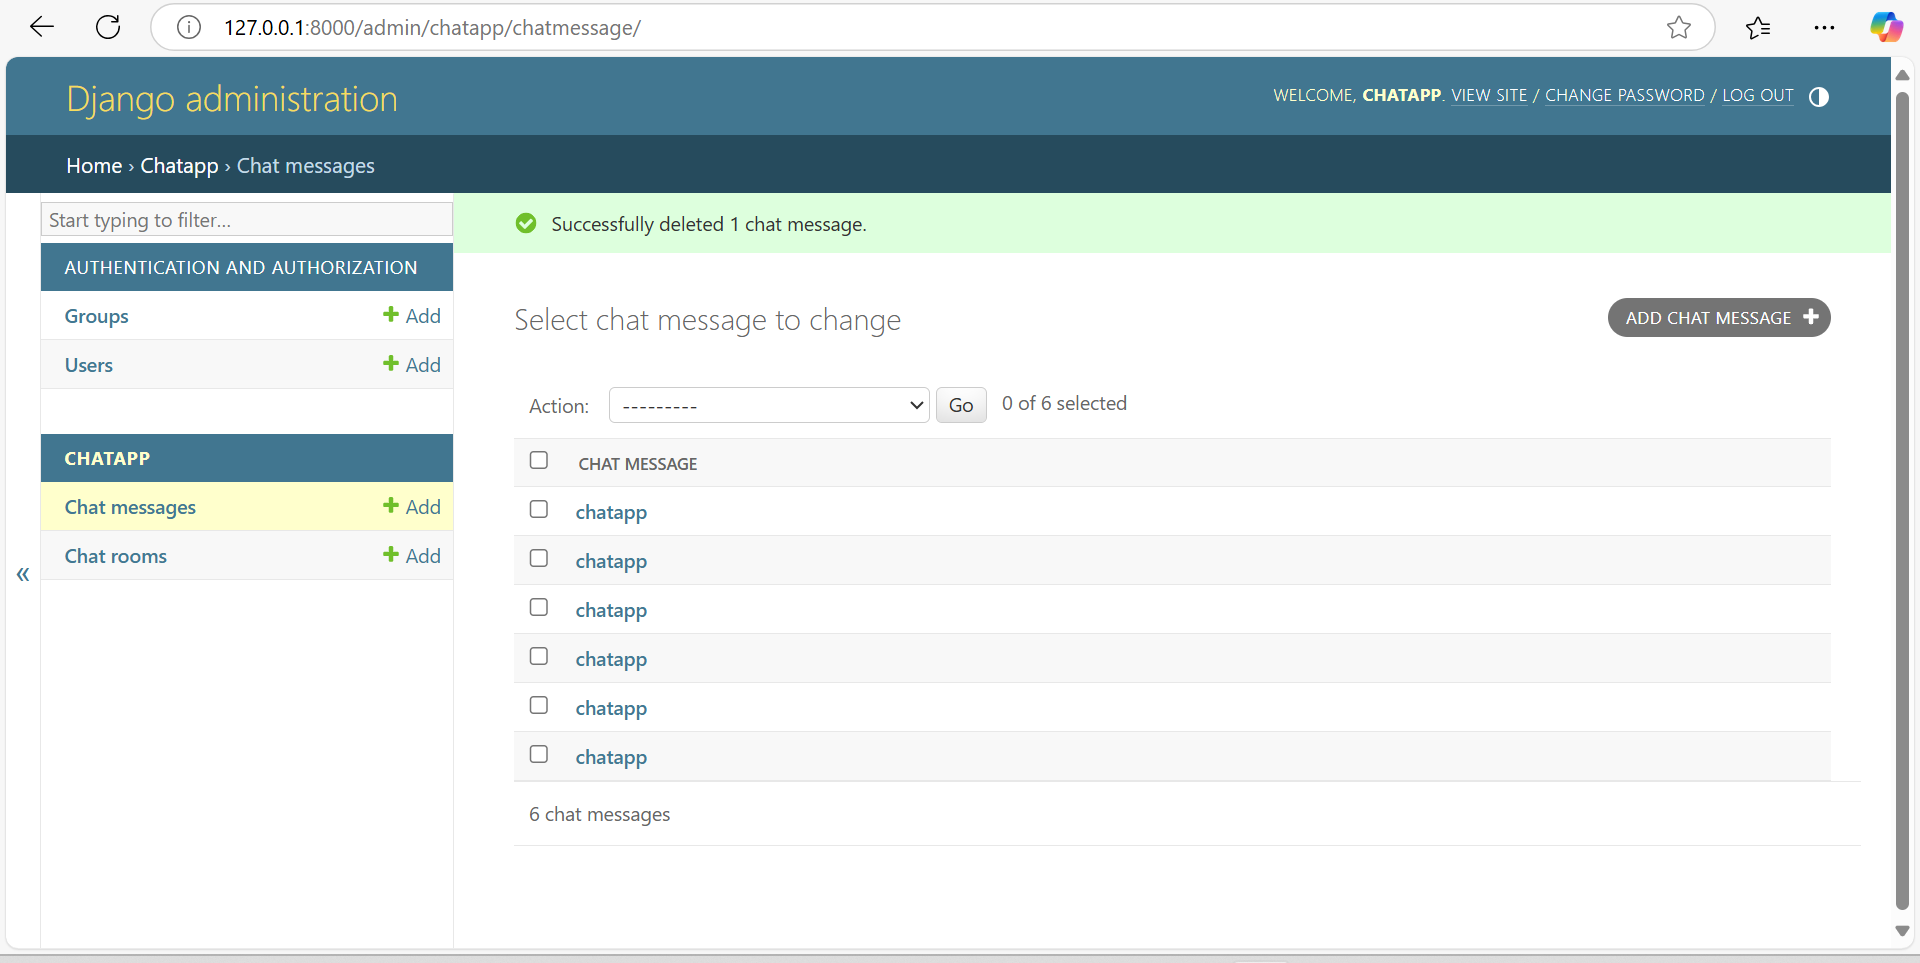 127.0.0.1:8000/admin/chatapp/chatmessage/
Django administration
WELCOME, CHATAPP. VIEW SITE / CHANGE PASSWORD / LOG OUT
Home › Chatapp › Chat messages
Start typing to filter...
AUTHENTICATION AND AUTHORIZATION
Groups
Add
Users
Add
CHATAPP
Chat messages
Add
Chat rooms
Add
«
Successfully deleted 1 chat message.
Select chat message to change
ADD CHAT MESSAGE
Action:
---------
Go
0 of 6 selected
CHAT MESSAGE
chatapp
chatapp
chatapp
chatapp
chatapp
chatapp
6 chat messages